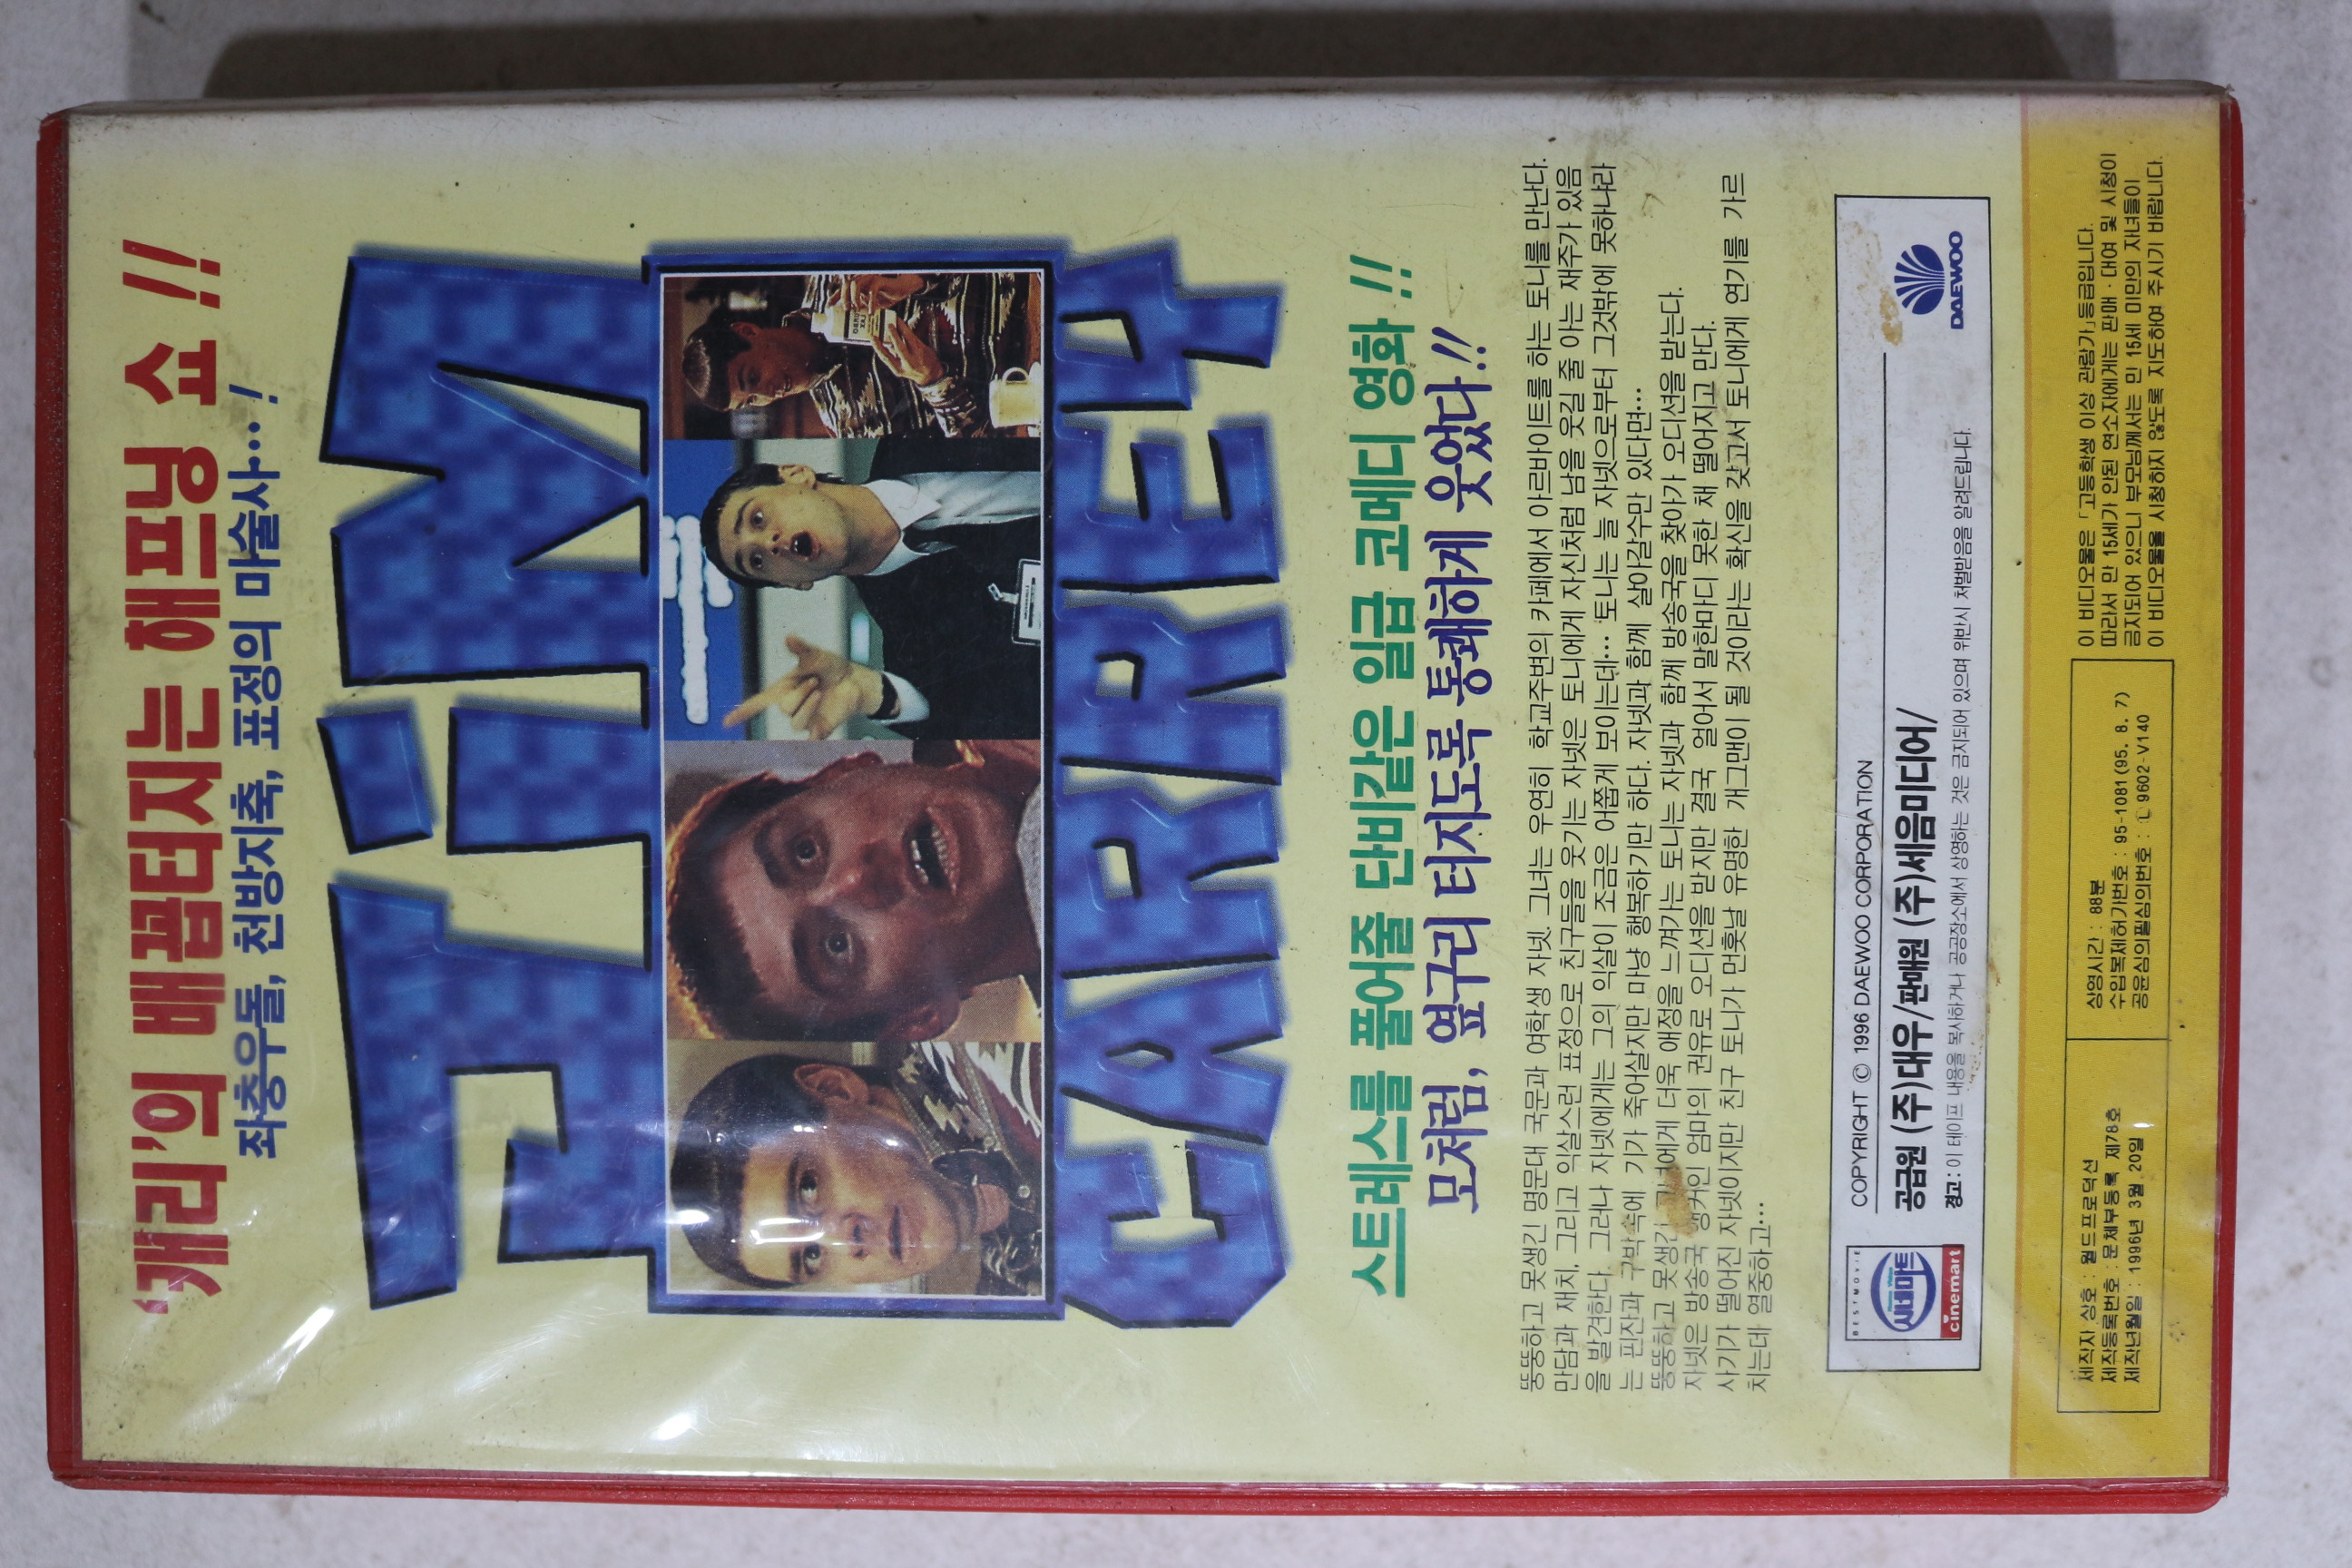 '캐리'의 배꼽터지는 해프닝 쇼 !!
좌충우돌, 천방지축, 표정의 마술사…!
JiM
CARREY
스트레스를 풀어줄 단비같은 일급 코메디 영화 !!
모처럼, 옆구리 터지도록 통쾌하게 웃었다 !!
뚱뚱하고 못생긴 명문대 국문과 여학생 자넷. 그녀는 우연히 학교주변의 카페에서 아르바이트를 하는 토니를 만난다.
만담과 재치, 그리고 익살스런 표정으로 친구들을 웃기는 자넷은 토니에게 자신처럼 남을 웃길 줄 아는 재주가 있음
을 발견한다. 그러나 자넷에게는 그의 익살이 조금은 어쭙게 보이는데… 토니는 늘 자넷으로부터 그것밖에 못하냐라
는 핀잔과 구박속에 기가 죽어살지만 마냥 행복하기만 하다. 자넷과 함께 살아갈수만 있다면…
뚱뚱하고 못생긴 에게 더욱 애정을 느껴가는 토니는 자넷과 함께 방송국을 찾아가 오디션을 받는다.
자넷은 방송국 앵커인 엄마의 권유로 오디션을 받지만 결국 얼어서 말한마디 못한 채 떨어지고 만다.
사기가 떨어진 자넷이지만 친구 토니가 먼훗날 유명한 개그맨이 될 것이라는 확신을 갖고서 토니에게 연기를 가르
치는데 열중하고…
BEST MOVIE
시네마트
cinemart
COPYRIGHT © 1996 DAEWOO CORPORATION
공급원 (주)대우/판매원 (주)세음미디어/
경고 : 이 테이프 내용을 복사하거나 공공장소에서 상영하는 것은 금지되어 있으며 위반시 처벌받음을 알려드립니다.
DAEWOO
제작자 상호 : 월드프로덕션
제작등록번호 : 문체부등록 제78호
제작년월일 : 1996년 3월 20일
상영시간 : 88분
수입복제허가번호 : 95-1081 (95. 8. 7)
공윤심의필심의번호 : ㉡ 9602-V140
이 비디오물은 「고등학생 이상 관람가」등급입니다.
따라서 만 15세가 안된 연소자에게는 판매·대여 및 시청이
금지되어 있으니 부모님께서는 만 15세 미만의 자녀들이
이 비디오물을 시청하지 않도록 지도하여 주시기 바랍니다.